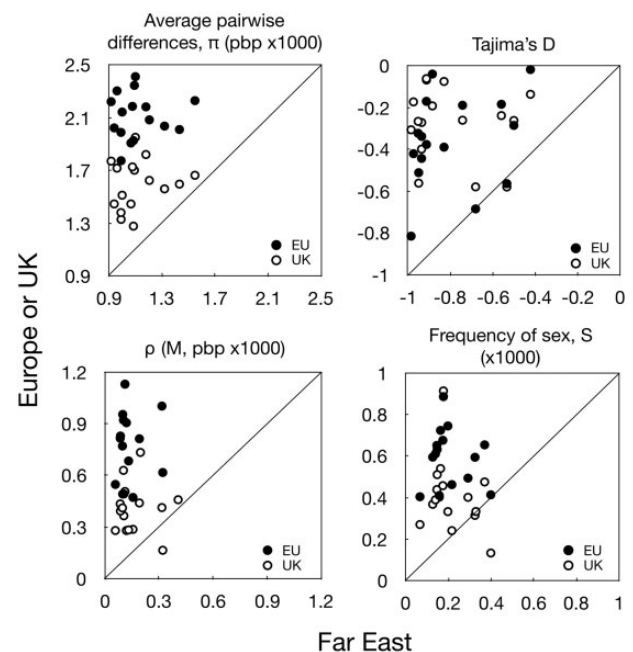 Average pairwise
differences, π (pbp x1000)
2.5
2.1
1.7
1.3
0.9
0.9
1.3
1.7
2.1
2.5
EU
UK
Tajima's D
0
-0.2
-0.4
-0.6
-0.8
-1
-1
-0.8
-0.6
-0.4
-0.2
0
EU
UK
Europe or UK
ρ (M, pbp x1000)
1.2
0.9
0.6
0.3
0
0
0.3
0.6
0.9
1.2
EU
UK
Frequency of sex, S
(x1000)
1
0.8
0.6
0.4
0.2
0
0
0.2
0.4
0.6
0.8
1
EU
UK
Far East